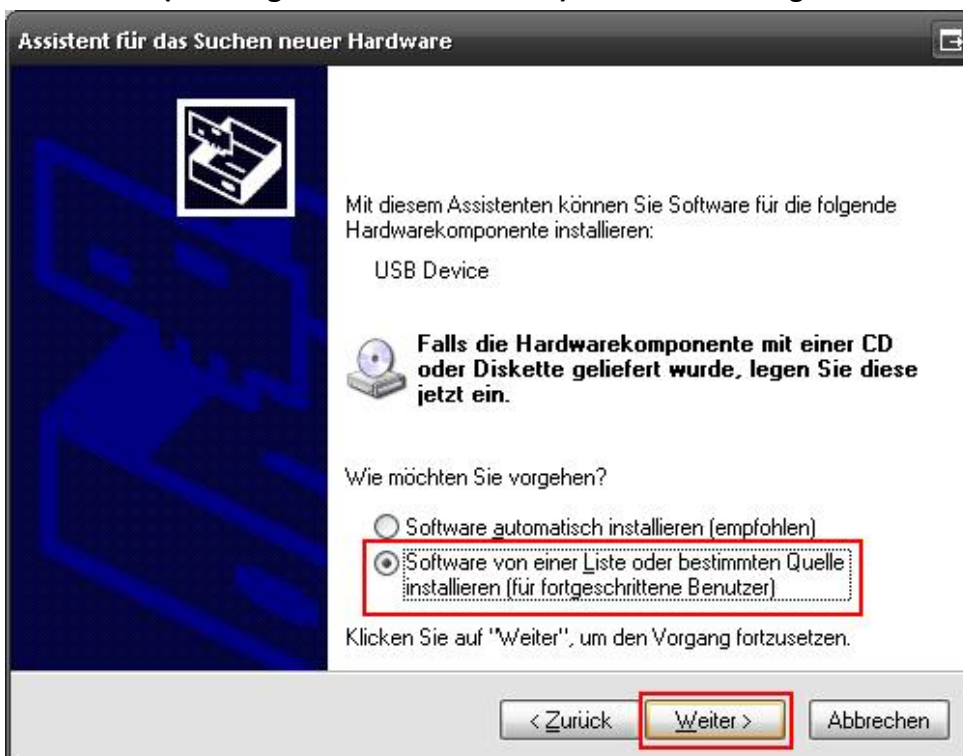 Assistent für das Suchen neuer Hardware
Mit diesem Assistenten können Sie Software für die folgende
Hardwarekomponente installieren:
USB Device
Falls die Hardwarekomponente mit einer CD
oder Diskette geliefert wurde, legen Sie diese
jetzt ein.
Wie möchten Sie vorgehen?
Software automatisch installieren (empfohlen)
Software von einer Liste oder bestimmten Quelle
installieren (für fortgeschrittene Benutzer)
Klicken Sie auf "Weiter", um den Vorgang fortzusetzen.
< Zurück Weiter > Abbrechen